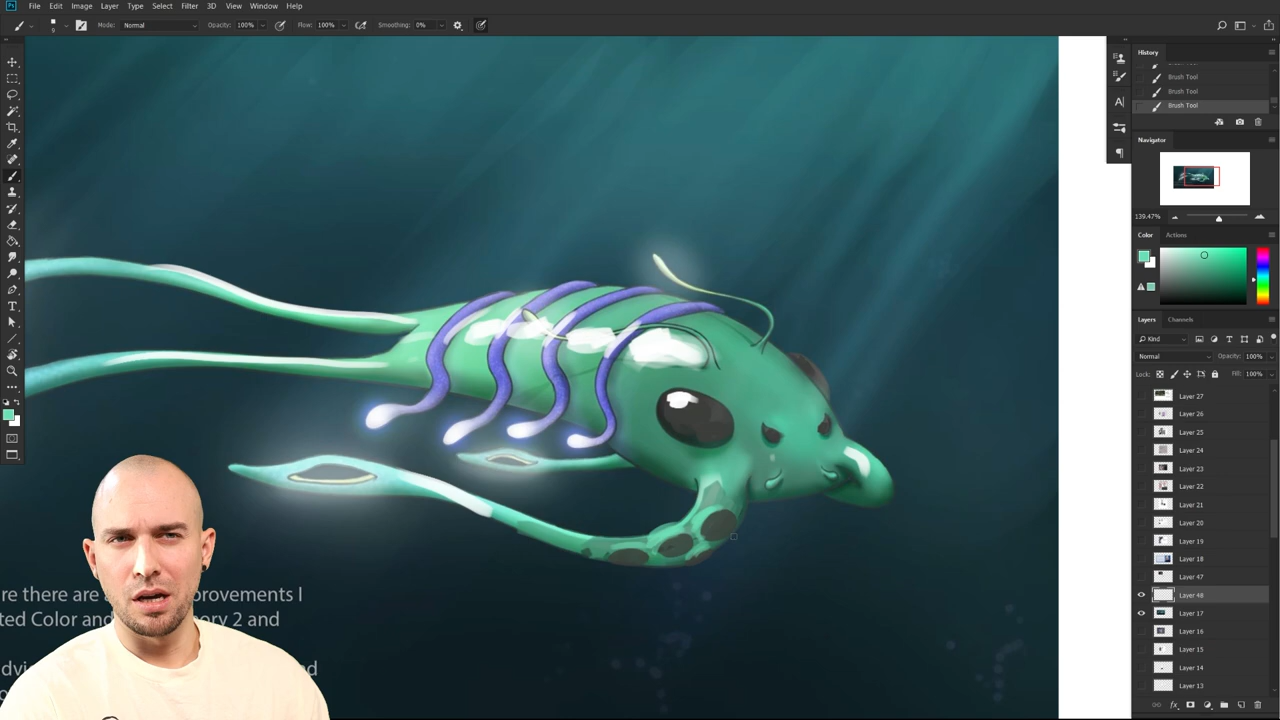 Ps File Edit Image Layer Type Select Filter 3D View Window Help
9 Mode: Normal Opacity: 100% Flow: 100% Smoothing: 0%
History
Brush Tool
Brush Tool
Brush Tool
Navigator
139.47%
Color Actions
Layers Channels
Kind
Normal Opacity: 100%
Lock: Fill: 100%
Layer 27
Layer 26
Layer 25
Layer 24
Layer 23
Layer 22
Layer 21
Layer 20
Layer 19
Layer 18
Layer 47
Layer 48
Layer 17
Layer 16
Layer 15
Layer 14
Layer 13
re there are provements I
ted Color and ory 2 and